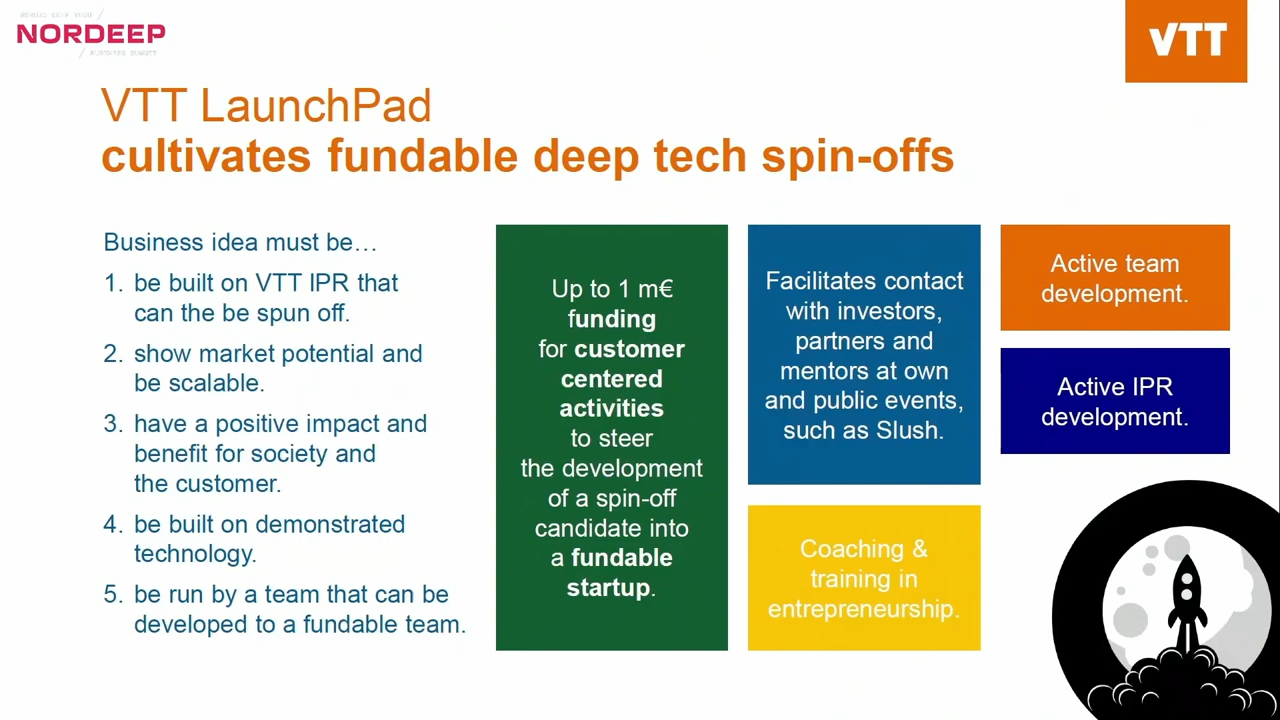 NORDEEP
VTT
VTT LaunchPad
cultivates fundable deep tech spin-offs
Business idea must be…
1. be built on VTT IPR that
can the be spun off.
2. show market potential and
be scalable.
3. have a positive impact and
benefit for society and
the customer.
4. be built on demonstrated
technology.
5. be run by a team that can be
developed to a fundable team.
Up to 1 m€
funding
for customer
centered
activities
to steer
the development
of a spin-off
candidate into
a fundable
startup.
Facilitates contact
with investors,
partners and
mentors at own
and public events,
such as Slush.
Coaching &
training in
entrepreneurship.
Active team
development.
Active IPR
development.